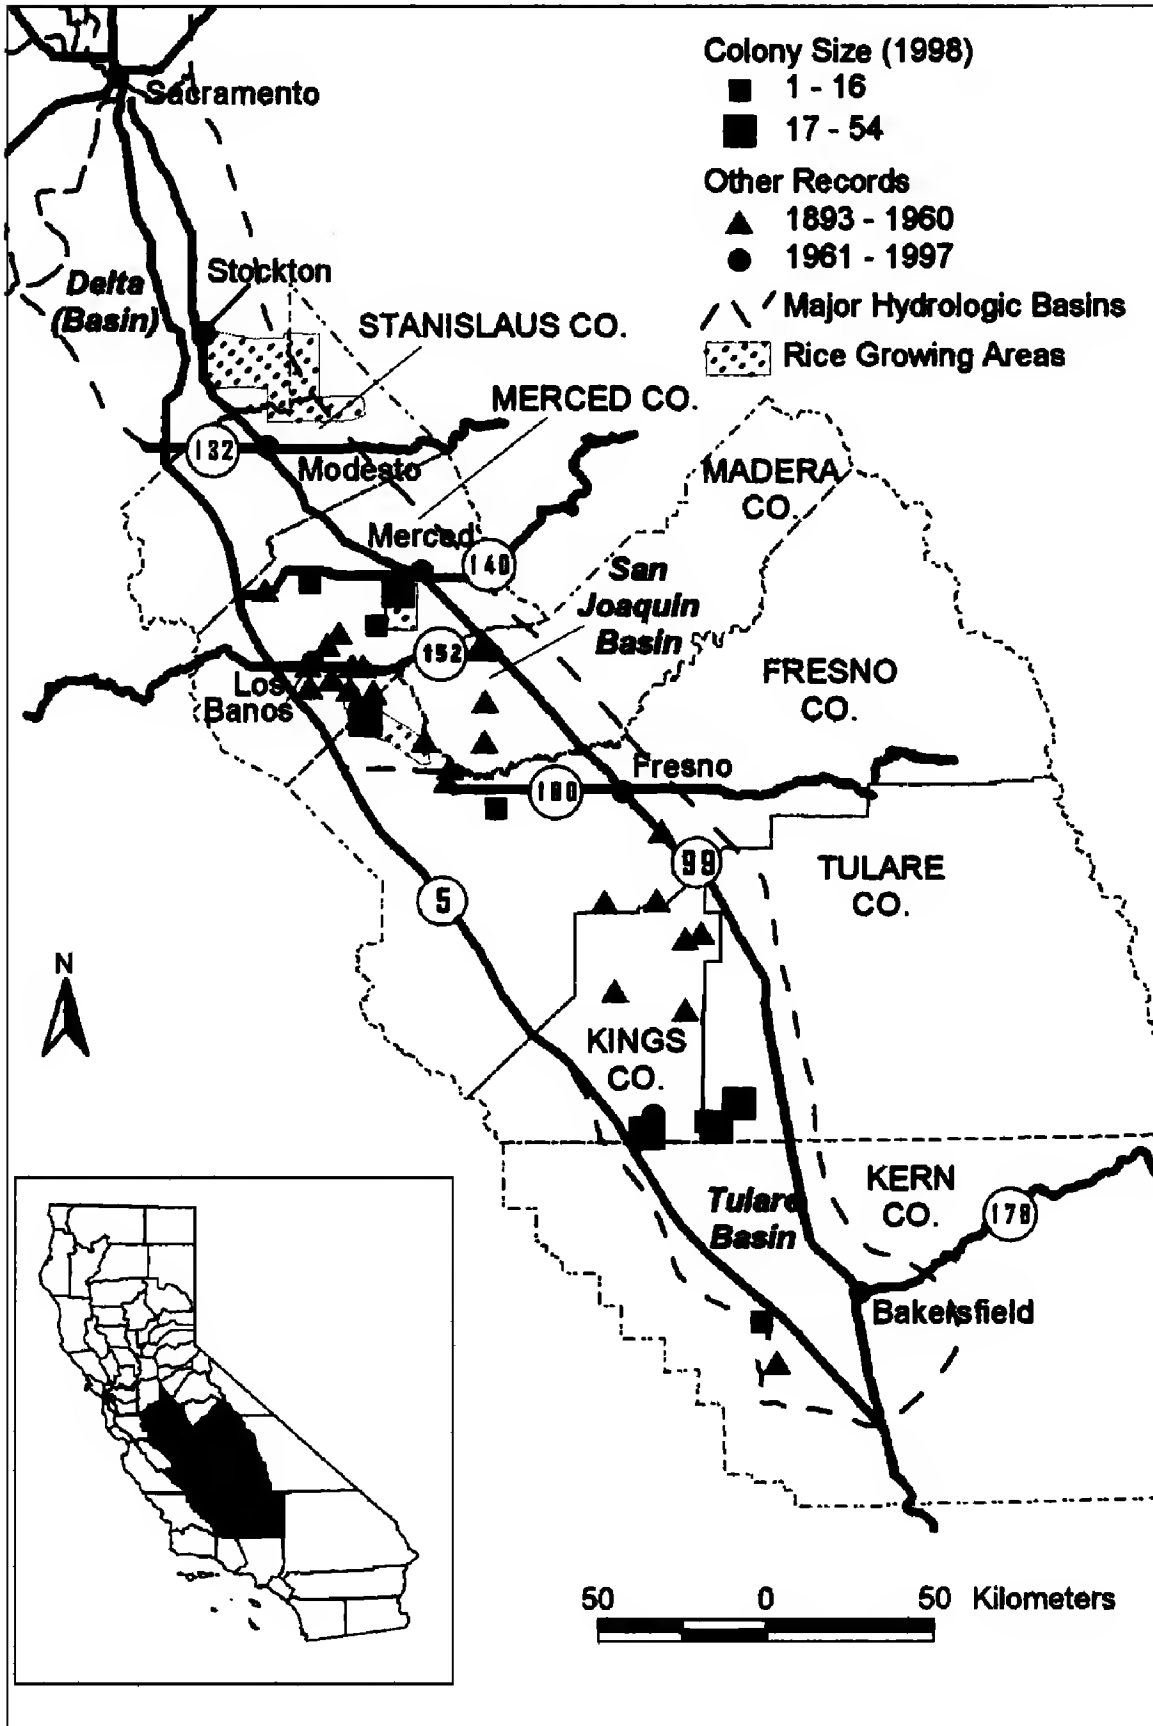 Colony Size (1998)
1 - 16
17 - 54
Other Records
1893 - 1960
1961 - 1997
Major Hydrologic Basins
Rice Growing Areas
Sacramento
Delta
(Basin)
Stockton
STANISLAUS CO.
MERCED CO.
132
Modesto
MADERA
CO.
Merced
140
San
Joaquin
Basin
152
Los
Banos
FRESNO
CO.
Fresno
180
99
TULARE
CO.
5
N
KINGS
CO.
KERN
CO.
Tulare
Basin
178
Bakersfield
50 0 50 Kilometers